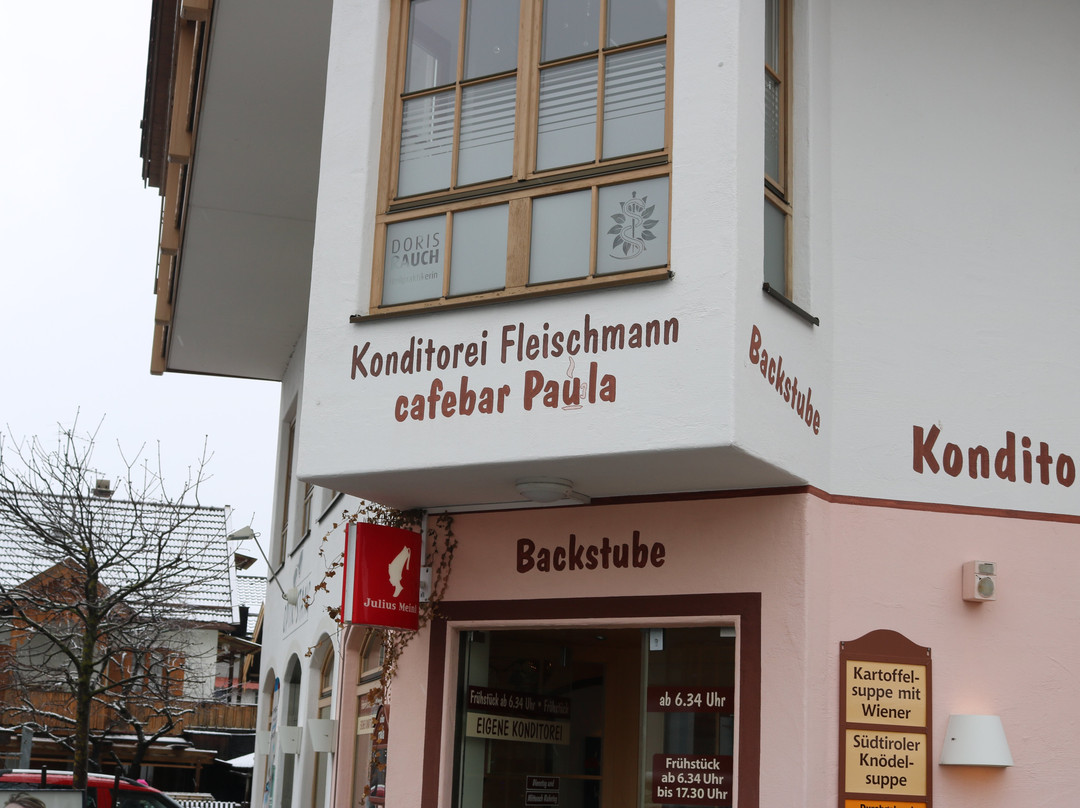 DORIS
RAUCH
Konditorei Fleischmann
cafebar Paula
Backstube
Kondito
Backstube
Julius Meinl
Frühstück ab 6.34 Uhr * Frühstück
EIGENE KONDITOREI
ab 6.34 Uhr
Frühstück
ab 6.34 Uhr
bis 17.30 Uhr
Kartoffel-
suppe mit
Wiener
Südtiroler
Knödel-
suppe